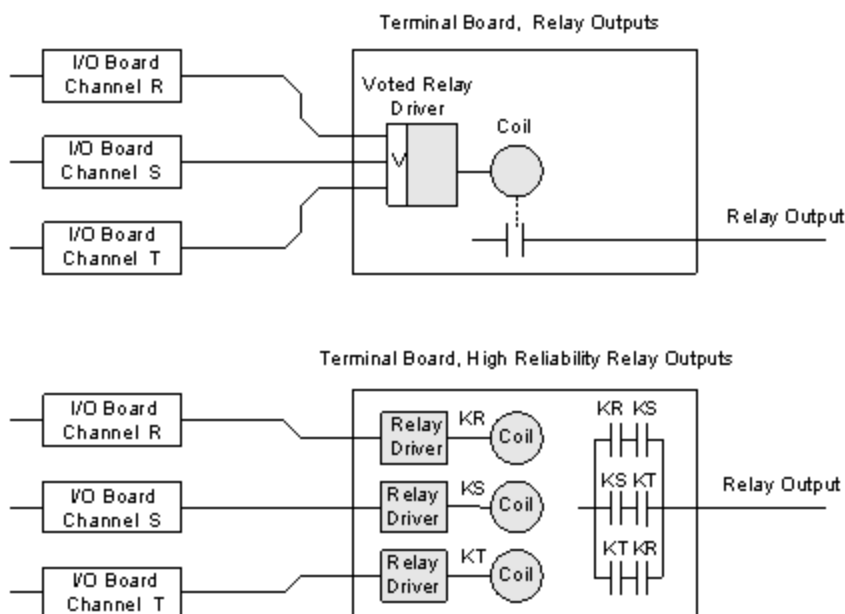 Terminal Board, Relay Outputs
I/O Board
Channel R
Voted Relay
Driver
Coil
I/O Board
Channel S
V
I/O Board
Channel T
Relay Output
Terminal Board, High Reliability Relay Outputs
I/O Board
Channel R
Relay
Driver
KR
Coil
KR KS
I/O Board
Channel S
Relay
Driver
KS
Coil
KS KT
Relay Output
I/O Board
Channel T
Relay
Driver
KT
Coil
KT KR